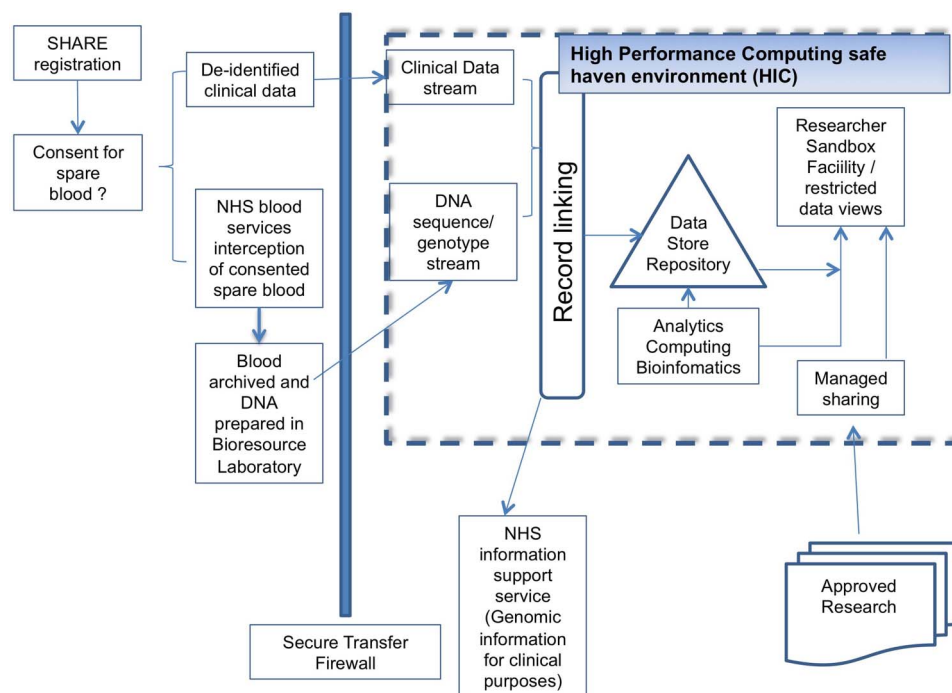 SHARE
registration
Consent for
spare
blood ?
De-identified
clinical data
NHS blood
services
interception
of consented
spare blood
Blood
archived and
DNA
prepared in
Bioresource
Laboratory
Secure Transfer
Firewall
Clinical Data
stream
DNA
sequence/
genotype
stream
Record linking
High Performance Computing safe
haven environment (HIC)
Data
Store
Repository
Analytics
Computing
Bioinfomatics
Researcher
Sandbox
Faciility /
restricted
data views
Managed
sharing
NHS
information
support
service
(Genomic
information
for clinical
purposes)
Approved
Research